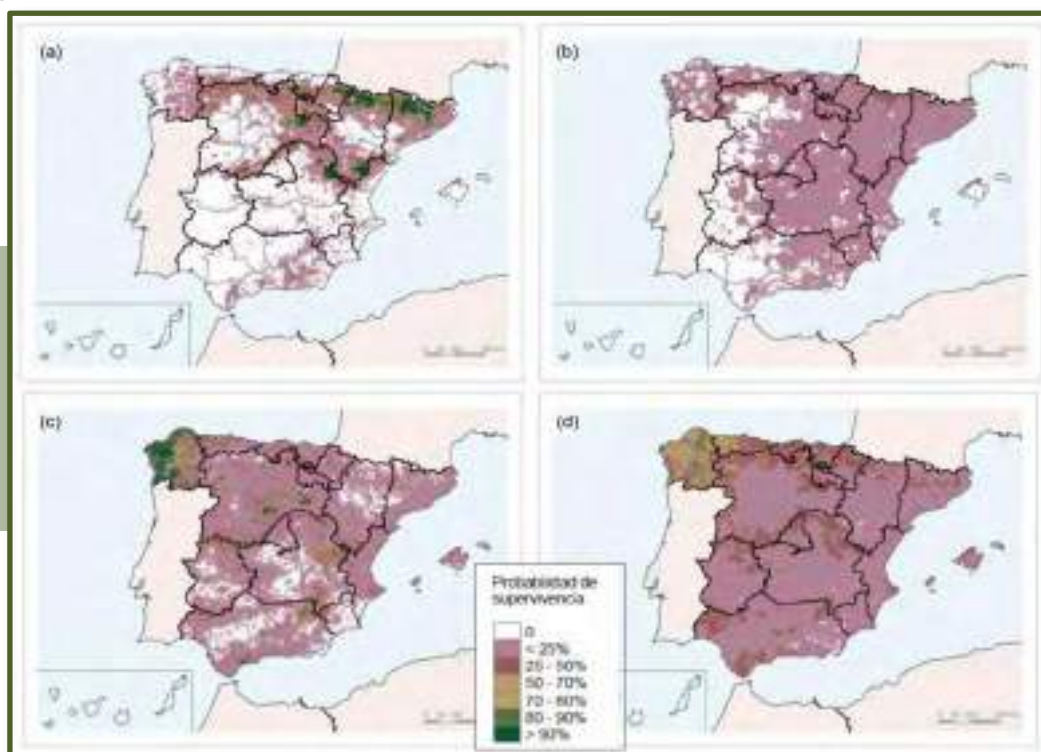 (a)
(b)
(c)
(d)
Probabilidad de
supervivencia
0
< 25%
25 - 50%
50 - 70%
70 - 80%
80 - 90%
> 90%